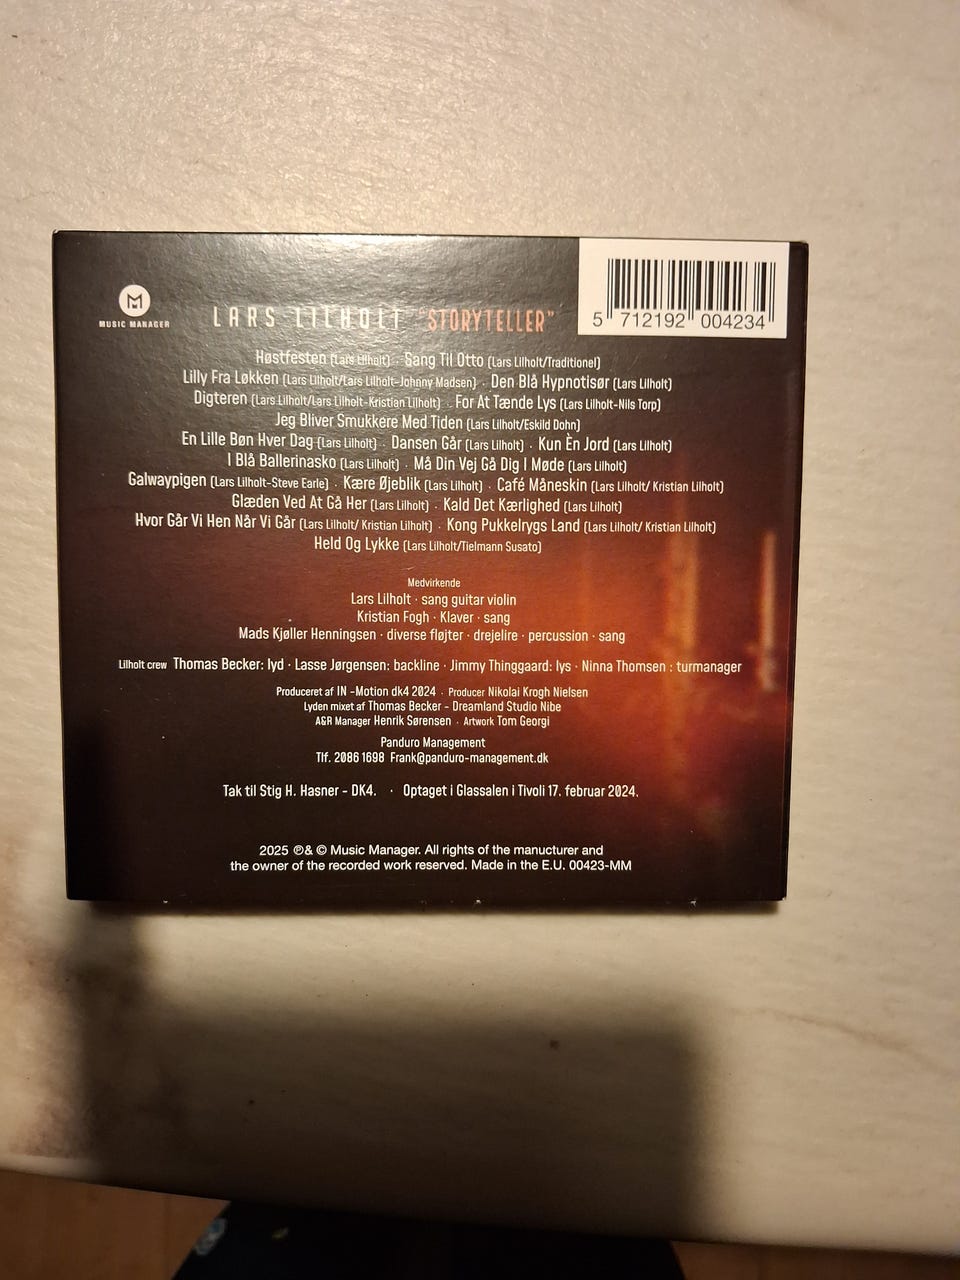 MUSIC MANAGER
LARS LILHOLT "STORYTELLER"
5 712192 004234
Høstfesten (Lars Lilholt) · Sang Til Otto (Lars Lilholt/Traditionel)
Lilly Fra Løkken (Lars Lilholt/Lars Lilholt-Johnny Madsen) · Den Blå Hypnotisør (Lars Lilholt)
Digteren (Lars Lilholt/Lars Lilholt-Kristian Lilholt) · For At Tænde Lys (Lars Lilholt-Nils Torp)
Jeg Bliver Smukkere Med Tiden (Lars Lilholt/Eskild Dohn)
En Lille Bøn Hver Dag (Lars Lilholt) · Dansen Går (Lars Lilholt) · Kun Èn Jord (Lars Lilholt)
I Blå Ballerinasko (Lars Lilholt) · Må Din Vej Gå Dig I Møde (Lars Lilholt)
Galwaypigen (Lars Lilholt-Steve Earle) · Kære Øjeblik (Lars Lilholt) · Café Måneskin (Lars Lilholt/ Kristian Lilholt)
Glæden Ved At Gå Her (Lars Lilholt) · Kald Det Kærlighed (Lars Lilholt)
Hvor Går Vi Hen Når Vi Går (Lars Lilholt/ Kristian Lilholt) · Kong Pukkelrygs Land (Lars Lilholt/ Kristian Lilholt)
Held Og Lykke (Lars Lilholt/Tielmann Susato)
Medvirkende
Lars Lilholt · sang guitar violin
Kristian Fogh · Klaver · sang
Mads Kjøller Henningsen · diverse fløjter · drejelire · percussion · sang
Lilholt crew Thomas Becker: lyd · Lasse Jørgensen: backline · Jimmy Thinggaard: lys · Ninna Thomsen : turmanager
Produceret af IN -Motion dk4 2024 · Producer Nikolai Krogh Nielsen
Lyden mixet af Thomas Becker - Dreamland Studio Nibe
A&R Manager Henrik Sørensen · Artwork Tom Georgi
Panduro Management
Tlf. 2086 1698 Frank@panduro-management.dk
Tak til Stig H. Hasner - DK4. · Optaget i Glassalen i Tivoli 17. februar 2024.
2025 ℗& © Music Manager. All rights of the manucturer and
the owner of the recorded work reserved. Made in the E.U. 00423-MM